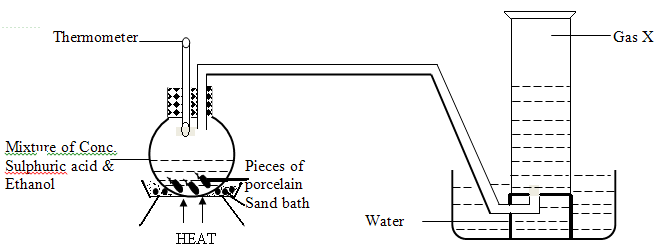 Thermometer
Gas X
Mixture of Conc.
Sulphuric acid &
Ethanol
Pieces of
porcelain
Sand bath
Water
HEAT